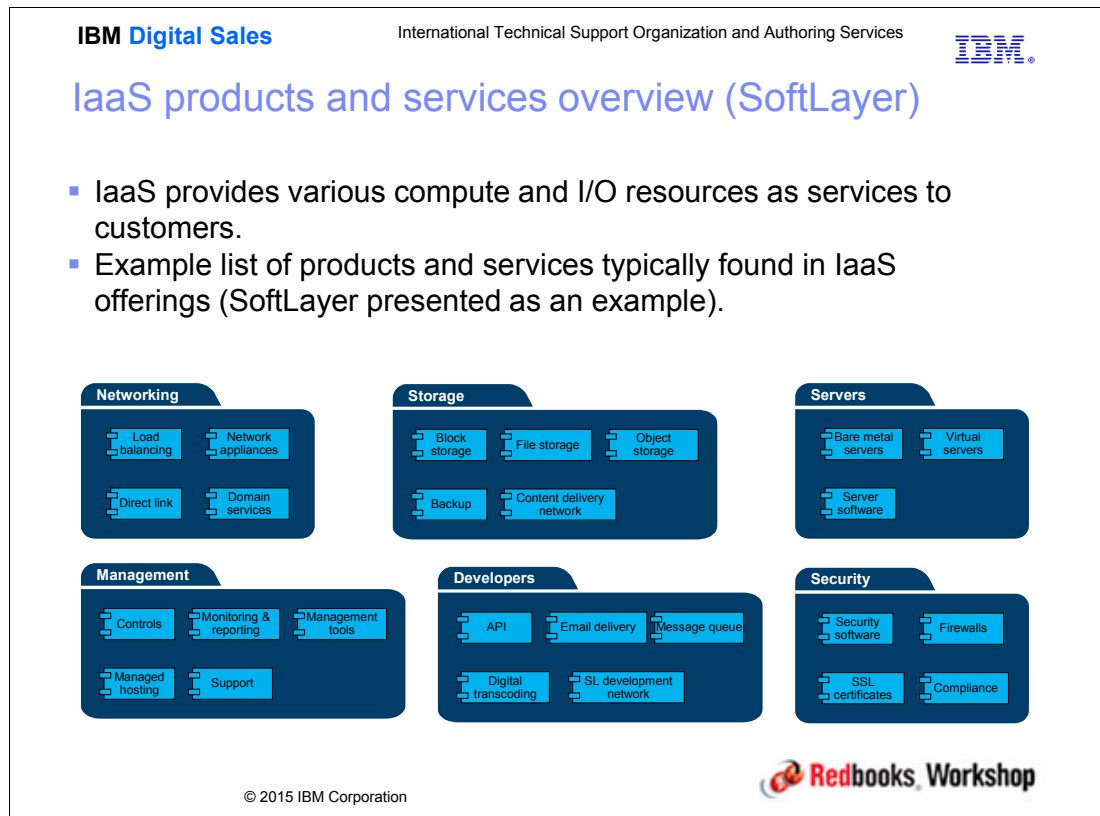 IBM Digital Sales
International Technical Support Organization and Authoring Services
IBM®
IaaS products and services overview (SoftLayer)
IaaS provides various compute and I/O resources as services to
customers.
Example list of products and services typically found in IaaS
offerings (SoftLayer presented as an example).
Networking
Load
balancing
Network
appliances
Direct link
Domain
services
Storage
Block
storage
File storage
Object
storage
Backup
Content delivery
network
Servers
Bare metal
servers
Virtual
servers
Server
software
Management
Controls
Monitoring &
reporting
Management
tools
Managed
hosting
Support
Developers
API
Email delivery
Message queue
Digital
transcoding
SL development
network
Security
Security
software
Firewalls
SSL
certificates
Compliance
© 2015 IBM Corporation
Redbooks Workshop